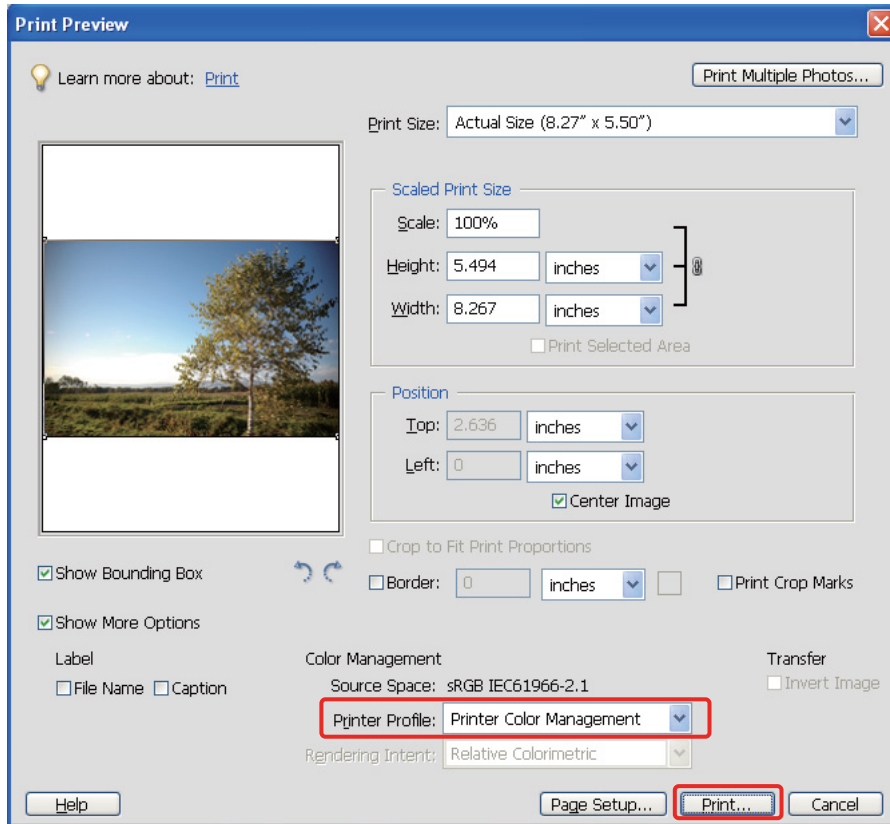 Print Preview
Learn more about: Print
Print Multiple Photos...
Print Size: Actual Size (8.27" x 5.50")
Scaled Print Size
Scale: 100%
Height: 5.494 inches
Width: 8.267 inches
Print Selected Area
Position
Top: 2.636 inches
Left: 0 inches
Center Image
Crop to Fit Print Proportions
Show Bounding Box
Border: 0 inches
Print Crop Marks
Show More Options
Label
File Name Caption
Color Management
Source Space: sRGB IEC61966-2.1
Printer Profile: Printer Color Management
Rendering Intent: Relative Colorimetric
Transfer
Invert Image
Help
Page Setup...
Print...
Cancel